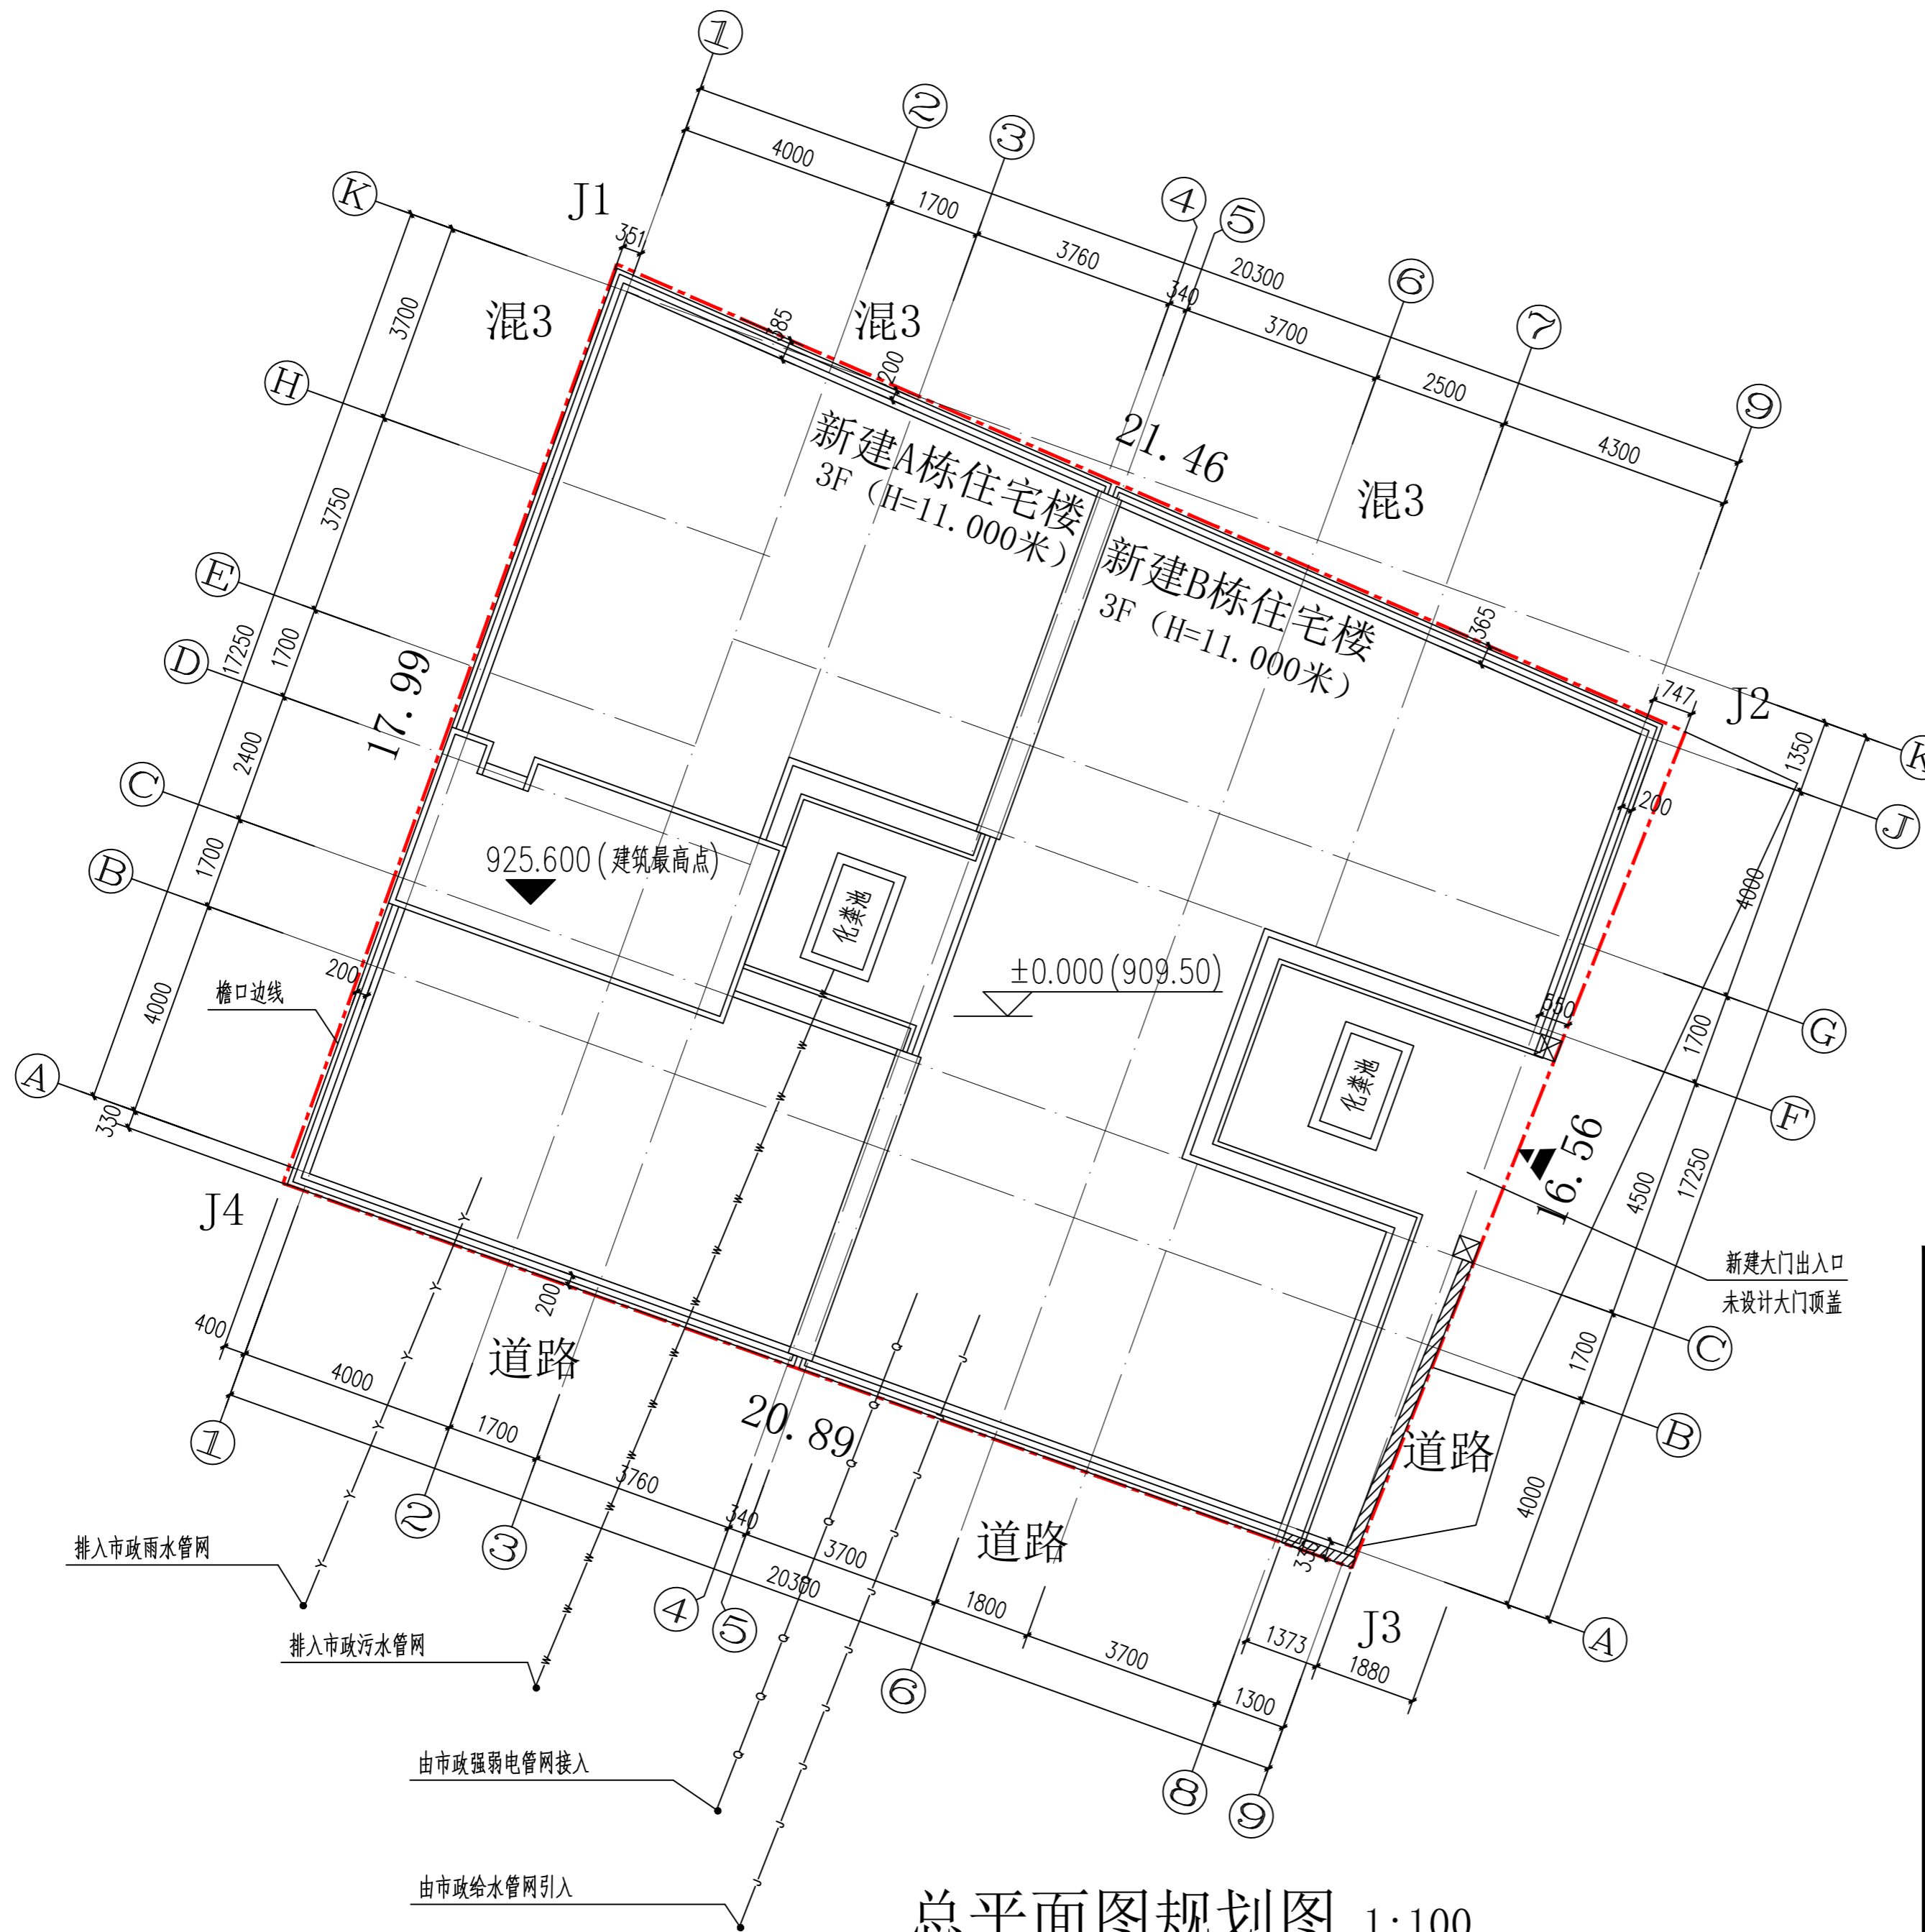 ①
②
③
④
⑤
⑥
⑦
⑨
4000
1700
3760
340
3700
2500
4300
20300
K
H
E
D
C
B
A
3700
3750
1700
2400
1700
4000
17250
330
J1
351
混3
混3
385
200
21.46
混3
新建A栋住宅楼
3F（H=11.000米）
新建B栋住宅楼
3F（H=11.000米）
365
747
J2
200
17.99
925.600(建筑最高点)
化粪池
±0.000(909.50)
550
化粪池
200
檐口边线
K
J
G
F
C
B
A
1350
4000
1700
4500
1700
4000
17250
16.56
新建大门出入口
未设计大门顶盖
J4
200
400
道路
20.89
道路
道路
J3
4000
1700
3760
340
3700
1800
3700
1300
20300
1373
1880
①
②
③
④
⑤
⑥
⑧
⑨
排入市政雨水管网
排入市政污水管网
由市政强弱电管网接入
由市政给水管网引入
总平面图规划图 1:100